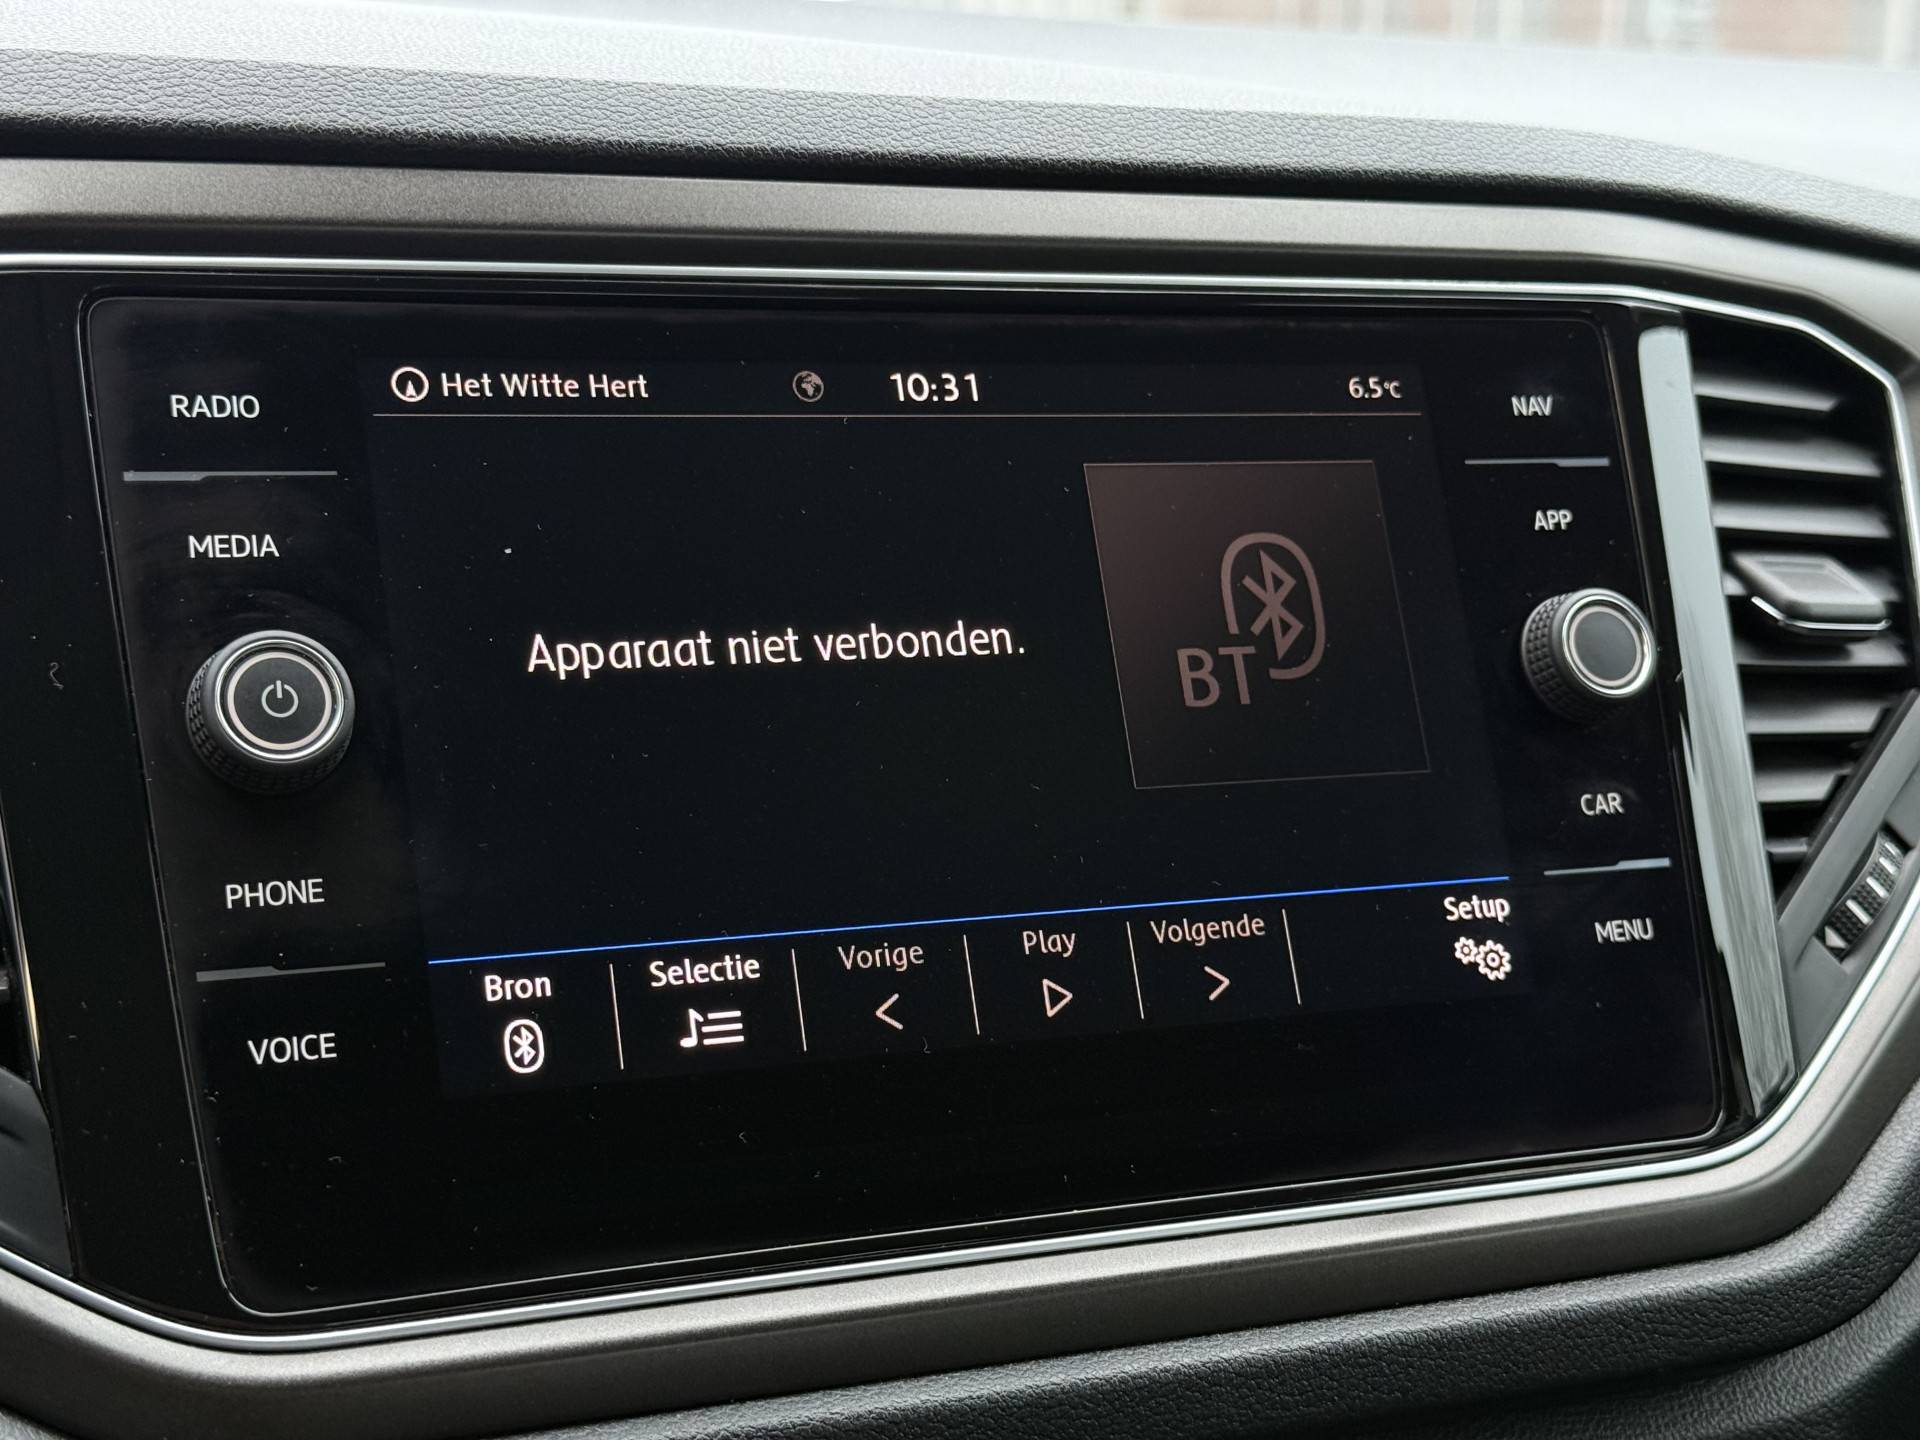 RADIO
MEDIA
PHONE
VOICE
Het Witte Hert 10:31 6.5°C
Apparaat niet verbonden.
BT
Bron Selectie Vorige Play Volgende Setup
NAV
APP
CAR
MENU